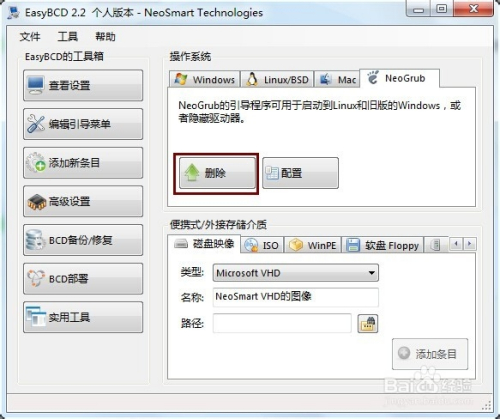 EasyBCD 2.2 个人版本 - NeoSmart Technologies
文件 工具 帮助
EasyBCD的工具箱
查看设置
编辑引导菜单
添加新条目
高级设置
BCD备份/修复
BCD部署
实用工具
操作系统
Windows Linux/BSD Mac NeoGrub
NeoGrub的引导程序可用于启动到Linux和旧版的Windows，或
者隐藏驱动器。
删除 配置
便携式/外接存储介质
磁盘映像 ISO WinPE 软盘 Floppy
类型: Microsoft VHD
名称: NeoSmart VHD的图像
路径:
添加条目
Baidu经验